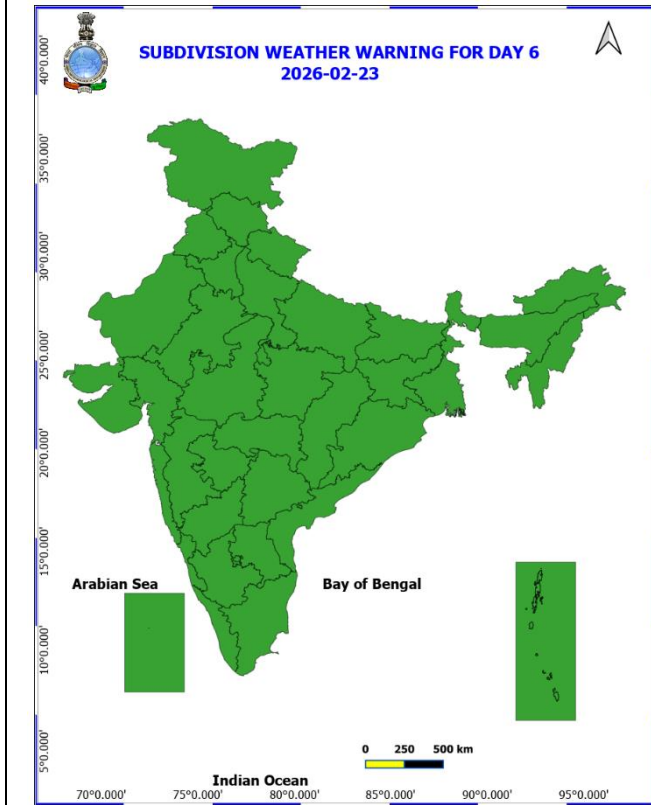 SUBDIVISION WEATHER WARNING FOR DAY 6
2026-02-23
40°0.000'
35°0.000'
30°0.000'
25°0.000'
20°0.000'
15°0.000'
10°0.000'
5°0.000'
Arabian Sea
Bay of Bengal
0 250 500 km
Indian Ocean
70°0.000' 75°0.000' 80°0.000' 85°0.000' 90°0.000' 95°0.000'